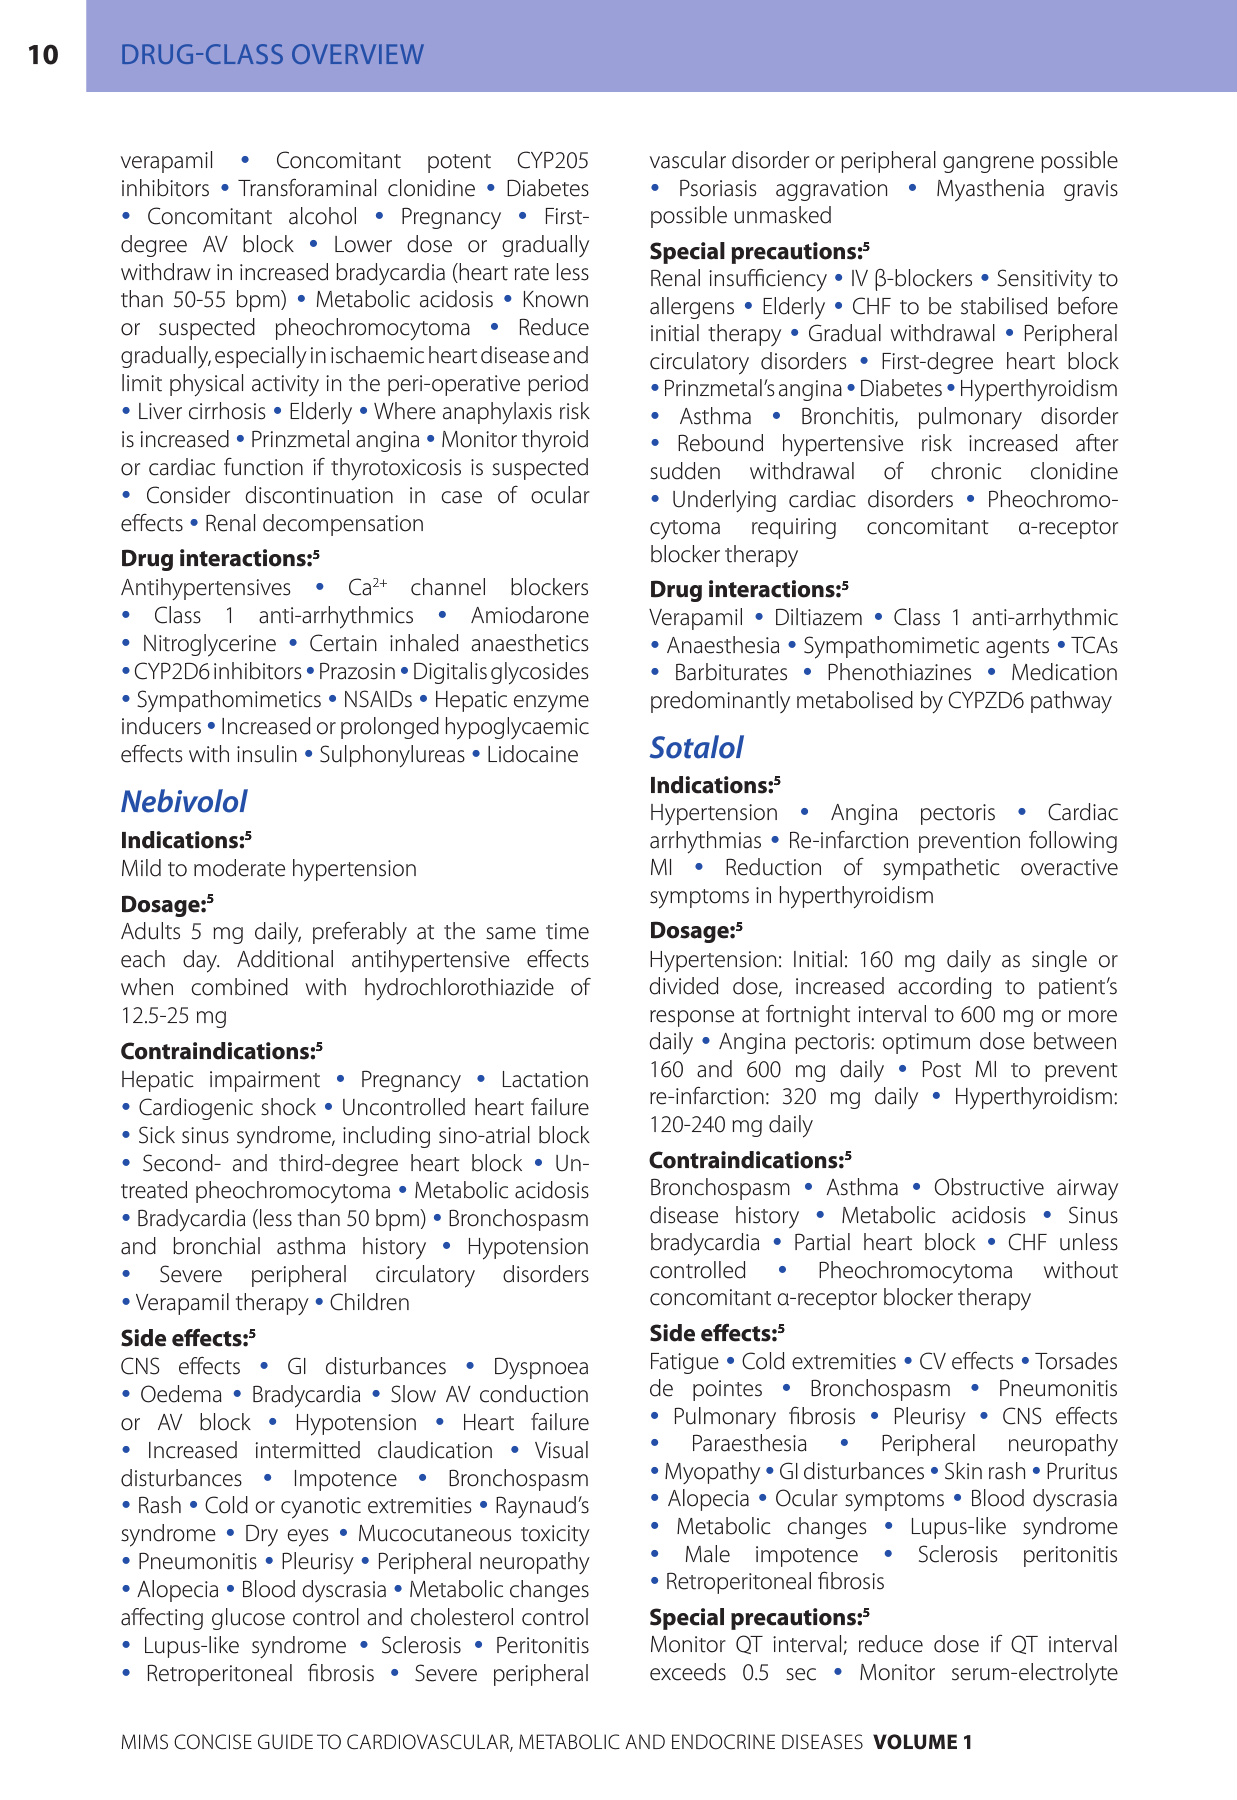 10
DRUG-CLASS OVERVIEW
verapamil • Concomitant potent CYP205
inhibitors • Transforaminal clonidine • Diabetes
• Concomitant alcohol • Pregnancy • First-
degree AV block • Lower dose or gradually
withdraw in increased bradycardia (heart rate less
than 50-55 bpm) • Metabolic acidosis • Known
or suspected pheochromocytoma • Reduce
gradually, especially in ischaemic heart disease and
limit physical activity in the peri-operative period
• Liver cirrhosis • Elderly • Where anaphylaxis risk
is increased • Prinzmetal angina • Monitor thyroid
or cardiac function if thyrotoxicosis is suspected
• Consider discontinuation in case of ocular
effects • Renal decompensation
Drug interactions:⁵
Antihypertensives • Ca²⁺ channel blockers
• Class 1 anti-arrhythmics • Amiodarone
• Nitroglycerine • Certain inhaled anaesthetics
• CYP2D6 inhibitors • Prazosin • Digitalis glycosides
• Sympathomimetics • NSAIDs • Hepatic enzyme
inducers • Increased or prolonged hypoglycaemic
effects with insulin • Sulphonylureas • Lidocaine
Nebivolol
Indications:⁵
Mild to moderate hypertension
Dosage:⁵
Adults 5 mg daily, preferably at the same time
each day. Additional antihypertensive effects
when combined with hydrochlorothiazide of
12.5-25 mg
Contraindications:⁵
Hepatic impairment • Pregnancy • Lactation
• Cardiogenic shock • Uncontrolled heart failure
• Sick sinus syndrome, including sino-atrial block
• Second- and third-degree heart block • Un-
treated pheochromocytoma • Metabolic acidosis
• Bradycardia (less than 50 bpm) • Bronchospasm
and bronchial asthma history • Hypotension
• Severe peripheral circulatory disorders
• Verapamil therapy • Children
Side effects:⁵
CNS effects • GI disturbances • Dyspnoea
• Oedema • Bradycardia • Slow AV conduction
or AV block • Hypotension • Heart failure
• Increased intermitted claudication • Visual
disturbances • Impotence • Bronchospasm
• Rash • Cold or cyanotic extremities • Raynaud's
syndrome • Dry eyes • Mucocutaneous toxicity
• Pneumonitis • Pleurisy • Peripheral neuropathy
• Alopecia • Blood dyscrasia • Metabolic changes
affecting glucose control and cholesterol control
• Lupus-like syndrome • Sclerosis • Peritonitis
• Retroperitoneal fibrosis • Severe peripheral
vascular disorder or peripheral gangrene possible
• Psoriasis aggravation • Myasthenia gravis
possible unmasked
Special precautions:⁵
Renal insufficiency • IV β-blockers • Sensitivity to
allergens • Elderly • CHF to be stabilised before
initial therapy • Gradual withdrawal • Peripheral
circulatory disorders • First-degree heart block
• Prinzmetal's angina • Diabetes • Hyperthyroidism
• Asthma • Bronchitis, pulmonary disorder
• Rebound hypertensive risk increased after
sudden withdrawal of chronic clonidine
• Underlying cardiac disorders • Pheochromo-
cytoma requiring concomitant α-receptor
blocker therapy
Drug interactions:⁵
Verapamil • Diltiazem • Class 1 anti-arrhythmic
• Anaesthesia • Sympathomimetic agents • TCAs
• Barbiturates • Phenothiazines • Medication
predominantly metabolised by CYPZD6 pathway
Sotalol
Indications:⁵
Hypertension • Angina pectoris • Cardiac
arrhythmias • Re-infarction prevention following
MI • Reduction of sympathetic overactive
symptoms in hyperthyroidism
Dosage:⁵
Hypertension: Initial: 160 mg daily as single or
divided dose, increased according to patient's
response at fortnight interval to 600 mg or more
daily • Angina pectoris: optimum dose between
160 and 600 mg daily • Post MI to prevent
re-infarction: 320 mg daily • Hyperthyroidism:
120-240 mg daily
Contraindications:⁵
Bronchospasm • Asthma • Obstructive airway
disease history • Metabolic acidosis • Sinus
bradycardia • Partial heart block • CHF unless
controlled • Pheochromocytoma without
concomitant α-receptor blocker therapy
Side effects:⁵
Fatigue • Cold extremities • CV effects • Torsades
de pointes • Bronchospasm • Pneumonitis
• Pulmonary fibrosis • Pleurisy • CNS effects
• Paraesthesia • Peripheral neuropathy
• Myopathy • GI disturbances • Skin rash • Pruritus
• Alopecia • Ocular symptoms • Blood dyscrasia
• Metabolic changes • Lupus-like syndrome
• Male impotence • Sclerosis peritonitis
• Retroperitoneal fibrosis
Special precautions:⁵
Monitor QT interval; reduce dose if QT interval
exceeds 0.5 sec • Monitor serum-electrolyte
MIMS CONCISE GUIDE TO CARDIOVASCULAR, METABOLIC AND ENDOCRINE DISEASES VOLUME 1